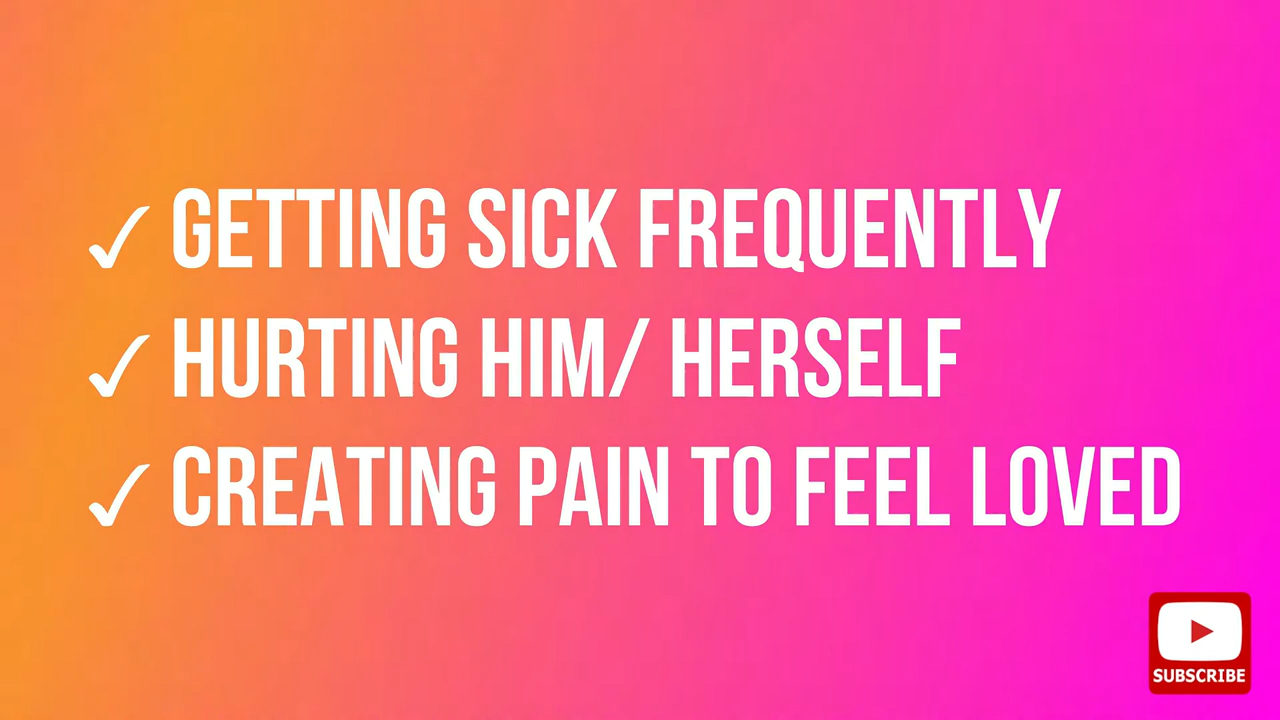 ✓ GETTING SICK FREQUENTLY
✓ HURTING HIM/ HERSELF
✓ CREATING PAIN TO FEEL LOVED
SUBSCRIBE